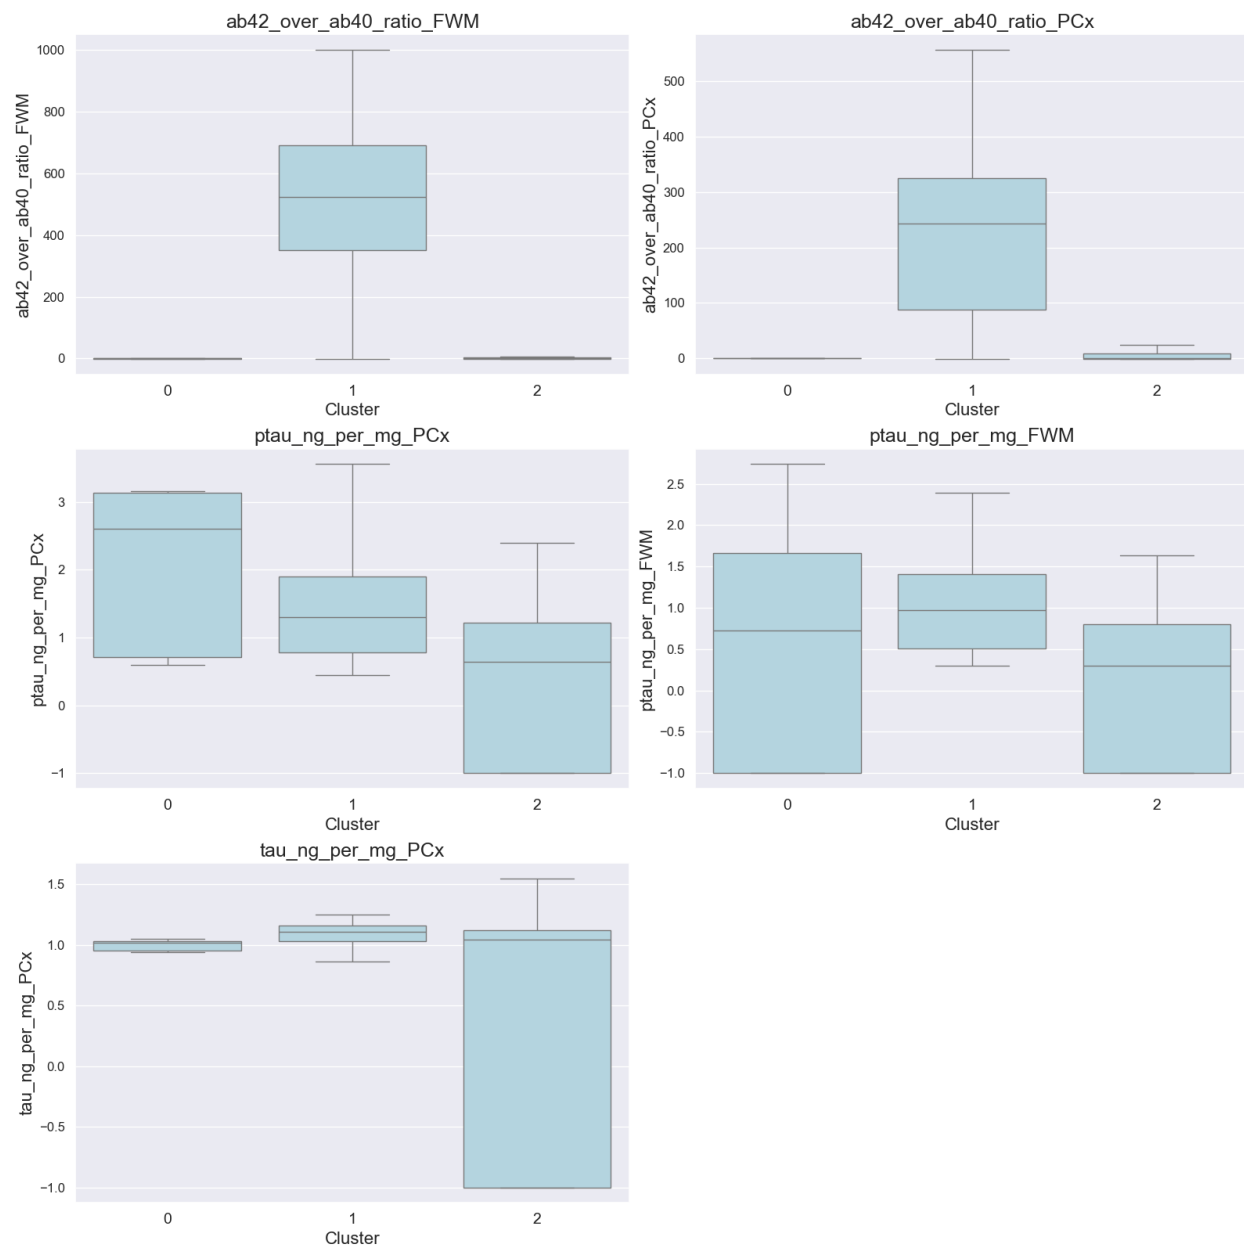 ab42_over_ab40_ratio_FWM
ab42_over_ab40_ratio_FWM
1000
800
600
400
200
0
0 1 2
Cluster
ab42_over_ab40_ratio_PCx
ab42_over_ab40_ratio_PCx
500
400
300
200
100
0
0 1 2
Cluster
ptau_ng_per_mg_PCx
ptau_ng_per_mg_PCx
3
2
1
0
−1
0 1 2
Cluster
ptau_ng_per_mg_FWM
ptau_ng_per_mg_FWM
2.5
2.0
1.5
1.0
0.5
0.0
−0.5
−1.0
0 1 2
Cluster
tau_ng_per_mg_PCx
tau_ng_per_mg_PCx
1.5
1.0
0.5
0.0
−0.5
−1.0
0 1 2
Cluster